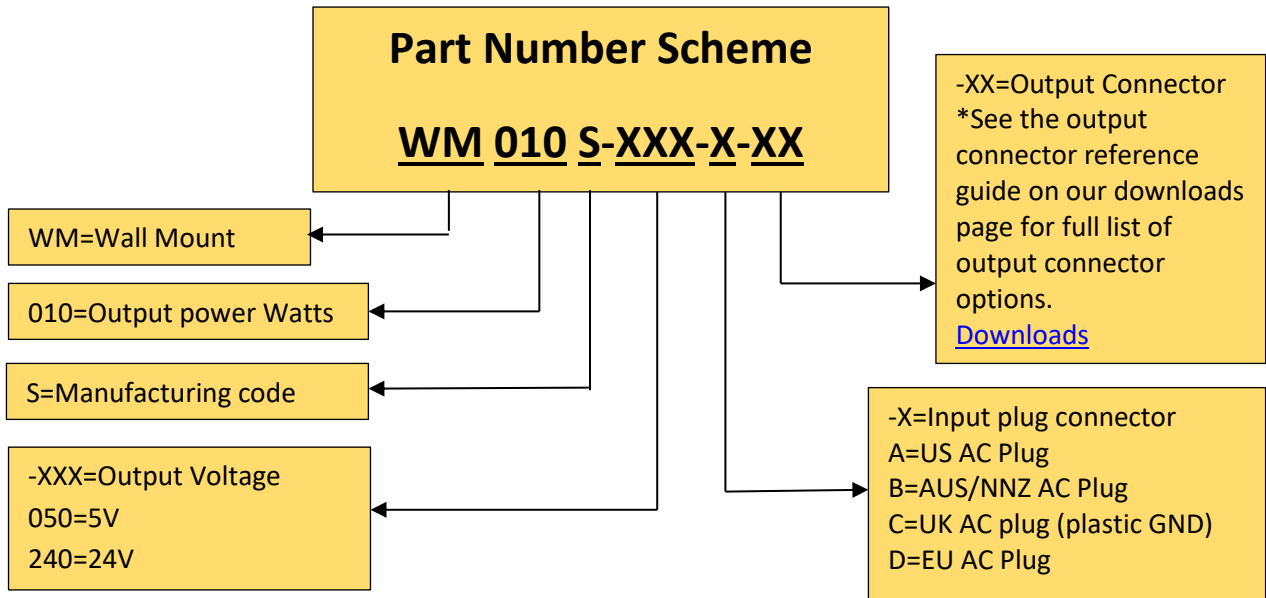 Part Number Scheme
WM 010 S-XXX-X-XX
WM=Wall Mount
010=Output power Watts
S=Manufacturing code
-XXX=Output Voltage
050=5V
240=24V
-XX=Output Connector
*See the output
connector reference
guide on our downloads
page for full list of
output connector
options.
Downloads
-X=Input plug connector
A=US AC Plug
B=AUS/NNZ AC Plug
C=UK AC plug (plastic GND)
D=EU AC Plug